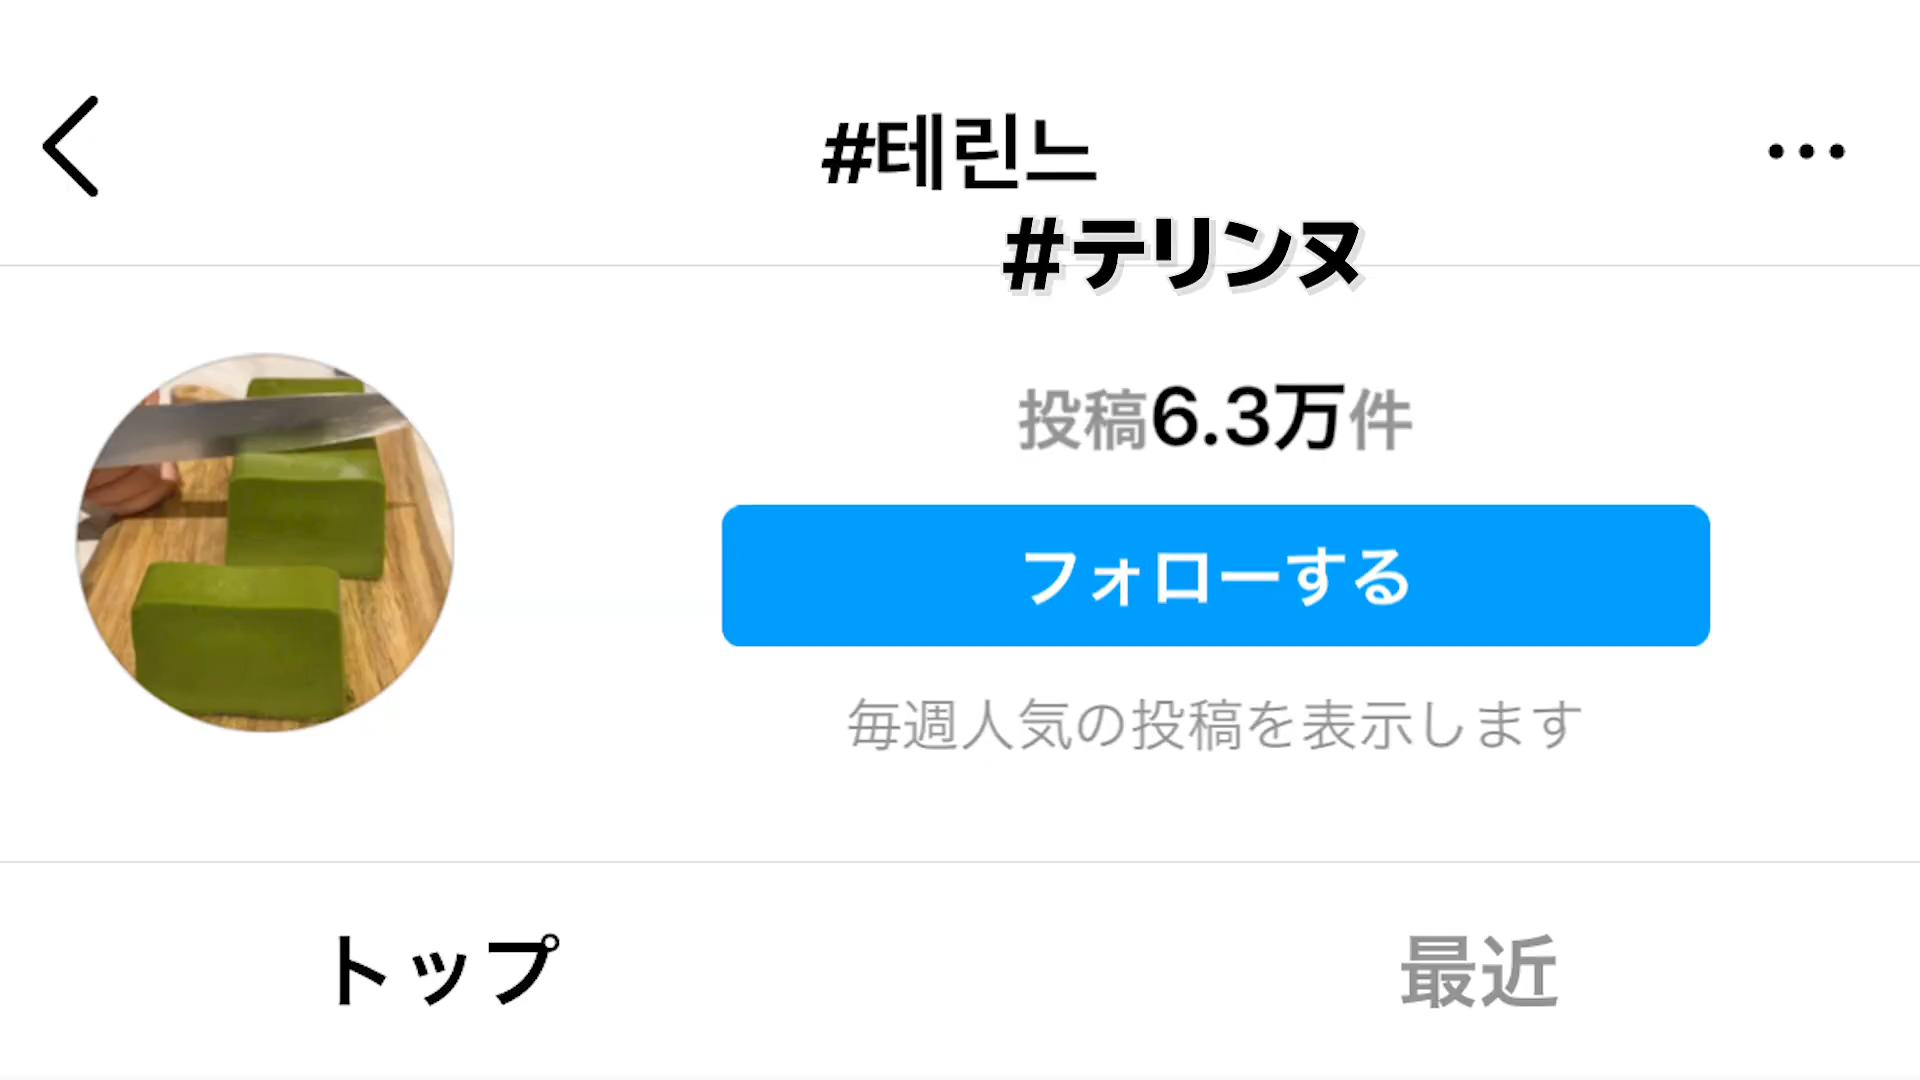 #테린느
#テリンヌ
投稿6.3万件
フォローする
毎週人気の投稿を表示します
トップ
最近